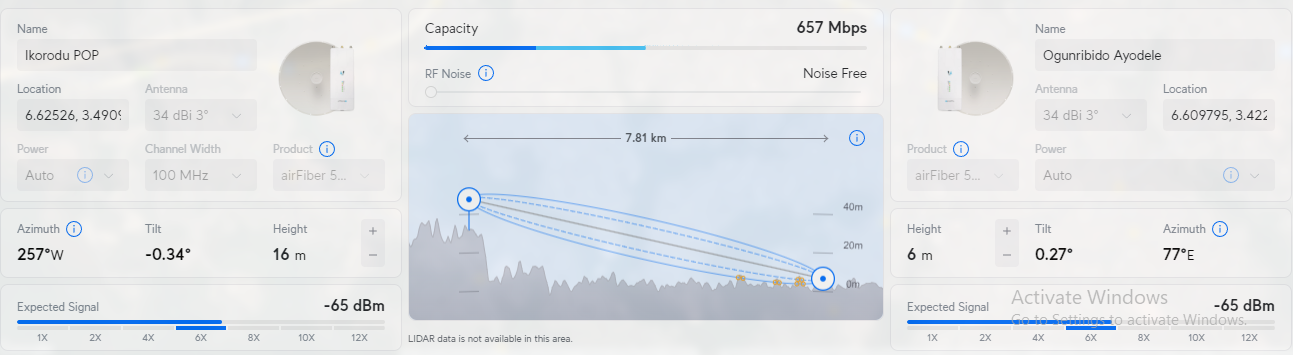 Name
Ikorodu POP
Location
Antenna
6.62526, 3.4909
34 dBi 3°
Power
Channel Width
Product
Auto
100 MHz
airFiber 5...
Azimuth
Tilt
Height
257°W
-0.34°
16 m
+
−
Expected Signal
-65 dBm
1X 2X 4X 6X 8X 10X 12X
Capacity
657 Mbps
RF Noise
Noise Free
7.81 km
40m
20m
0m
LIDAR data is not available in this area.
Name
Ogunribido Ayodele
Antenna
Location
34 dBi 3°
6.609795, 3.422
Product
Power
airFiber 5...
Auto
Height
Tilt
Azimuth
6 m
+
−
0.27°
77°E
Expected Signal
-65 dBm
1X 2X 4X 6X 8X 10X 12X
Activate Windows
Go to Settings to activate Windows.